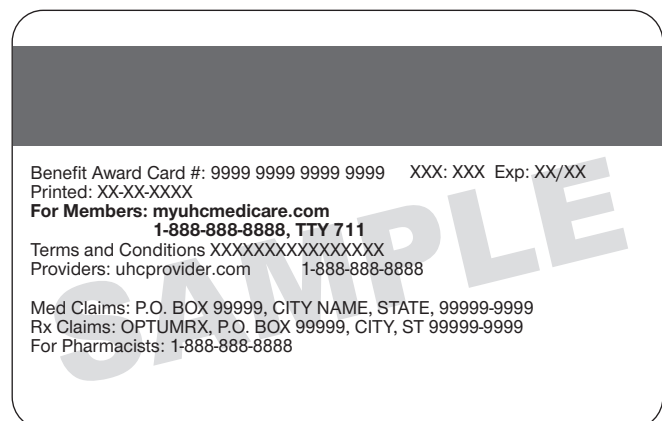 Benefit Award Card #: 9999 9999 9999 9999 XXX: XXX Exp: XX/XX
Printed: XX-XX-XXXX
For Members: myuhcmedicare.com
1-888-888-8888, TTY 711
Terms and Conditions XXXXXXXXXXXXXXXX
Providers: uhcprovider.com 1-888-888-8888
Med Claims: P.O. BOX 99999, CITY NAME, STATE, 99999-9999
Rx Claims: OPTUMRX, P.O. BOX 99999, CITY, ST 99999-9999
For Pharmacists: 1-888-888-8888
SAMPLE